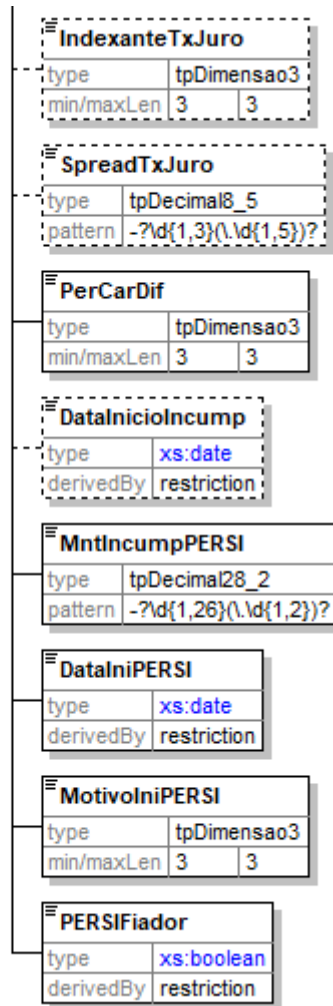 IndexanteTxJuro
type tpDimensao3
min/maxLen 3 3
SpreadTxJuro
type tpDecimal8_5
pattern -?\d{1,3}(\.\d{1,5})?
PerCarDif
type tpDimensao3
min/maxLen 3 3
DataInicioIncump
type xs:date
derivedBy restriction
MntIncumpPERSI
type tpDecimal28_2
pattern -?\d{1,26}(\.\d{1,2})?
DataIniPERSI
type xs:date
derivedBy restriction
MotivoIniPERSI
type tpDimensao3
min/maxLen 3 3
PERSIFiador
type xs:boolean
derivedBy restriction